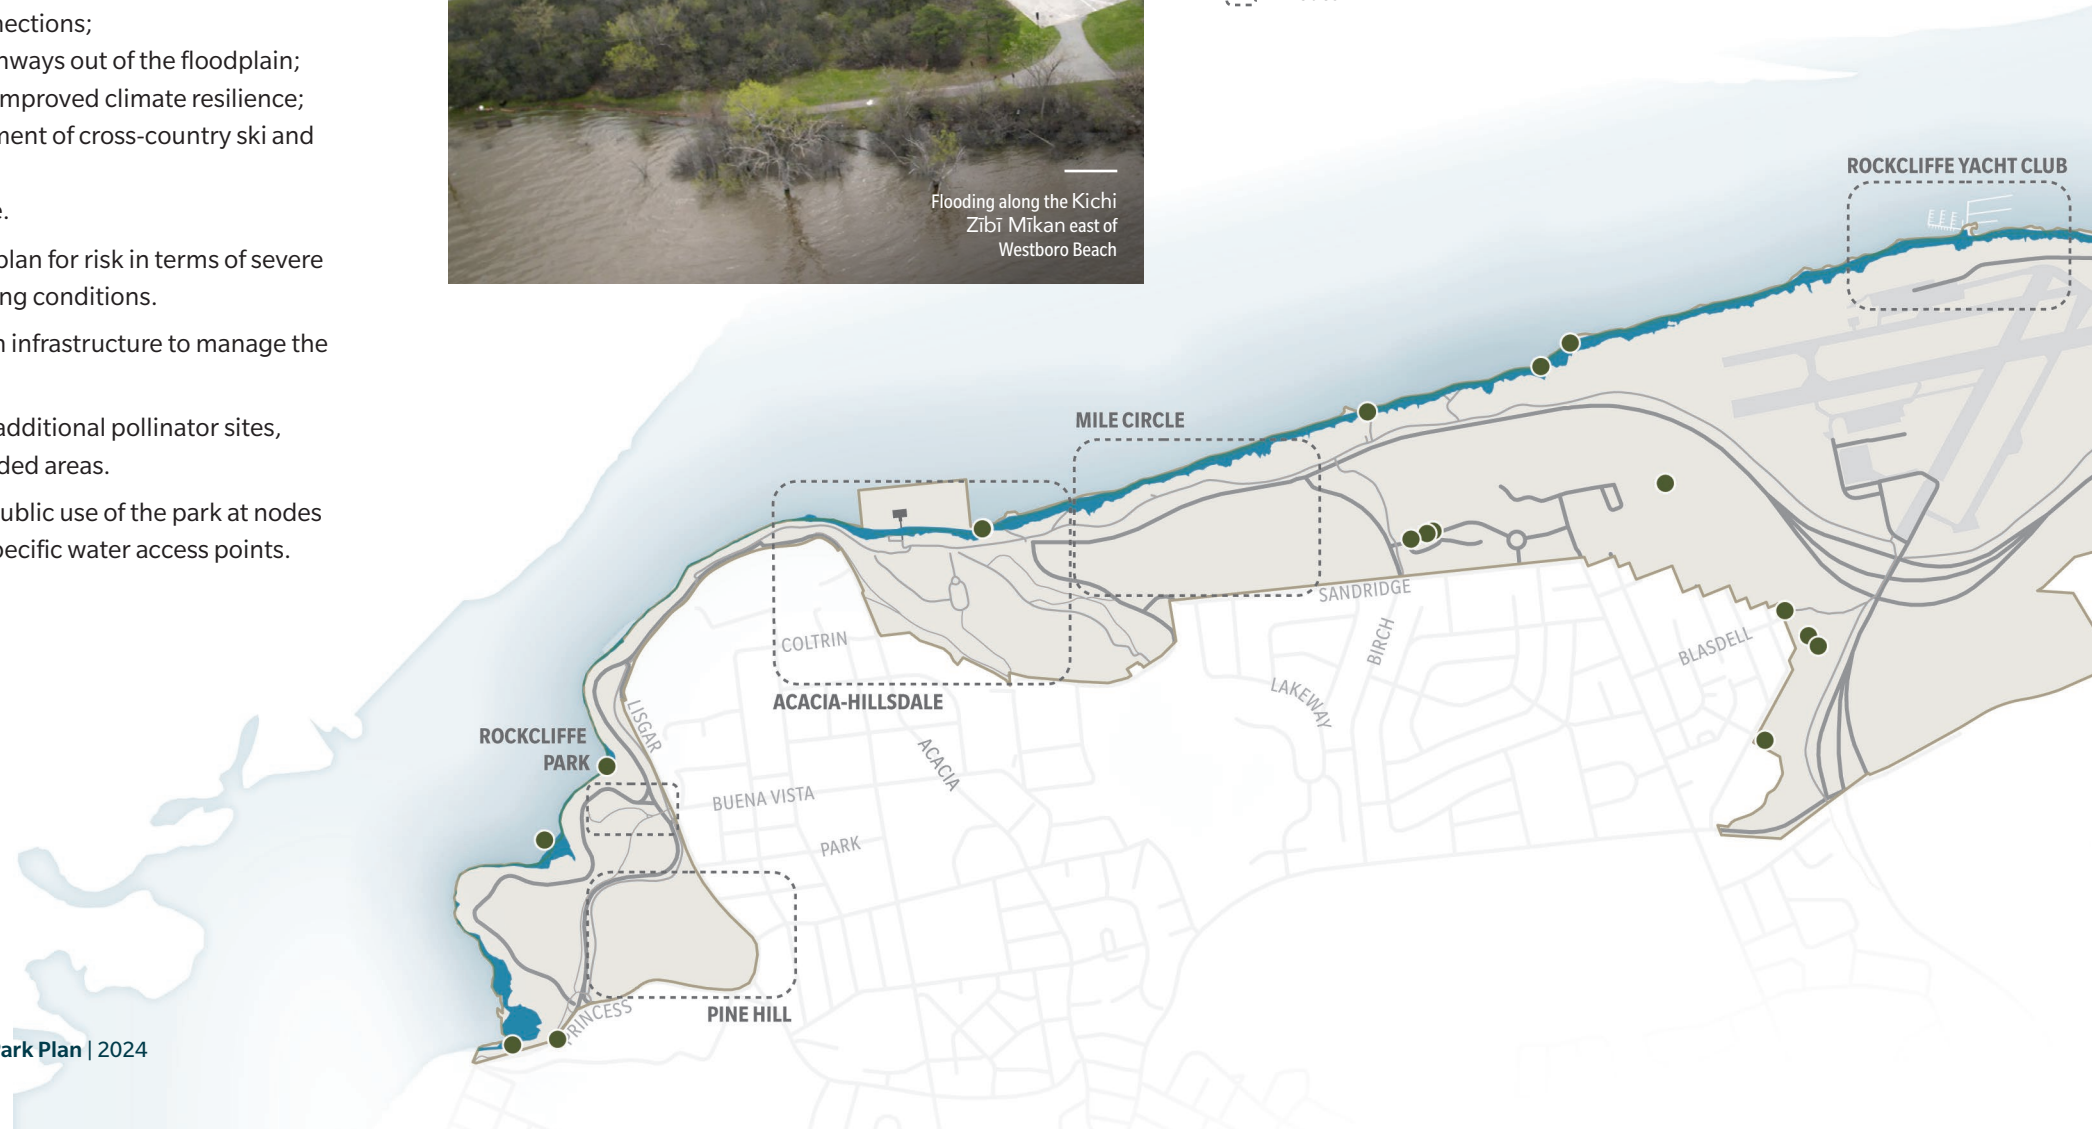 nections;
ways out of the floodplain;
improved climate resilience;
ment of cross-country ski and
e.
plan for risk in terms of severe
ng conditions.
infrastructure to manage the
additional pollinator sites,
ded areas.
ublic use of the park at nodes
pecific water access points.
Flooding along the Kichi
Zībī Mīkan east of
Westboro Beach
ROCKCLIFFE YACHT CLUB
MILE CIRCLE
SANDRIDGE
BIRCH
BLASDELL
LAKEWAY
COLTRIN
ACACIA-HILLSDALE
ACACIA
LISGAR
ROCKCLIFFE
PARK
BUENA VISTA
PARK
PINE HILL
PRINCESS
ark Plan | 2024